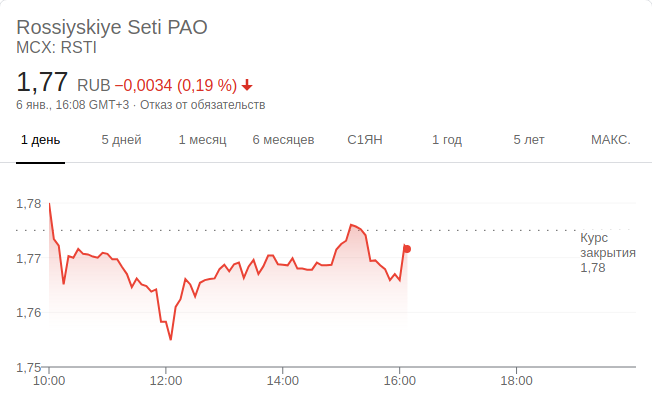 Rossiyskiye Seti PAO
MCX: RSTI
1,77 RUB −0,0034 (0,19 %) ↓
6 янв., 16:08 GMT+3 · Отказ от обязательств
1 день 5 дней 1 месяц 6 месяцев С1ЯН 1 год 5 лет МАКС.
1,78
Курс
закрытия
1,78
1,77
1,76
1,75
10:00 12:00 14:00 16:00 18:00